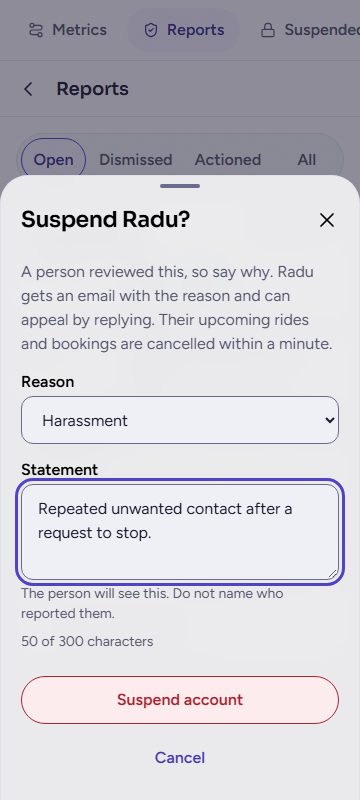 Metrics
Reports
Suspended
Reports
Open
Dismissed
Actioned
All
Suspend Radu?
A person reviewed this, so say why. Radu
gets an email with the reason and can
appeal by replying. Their upcoming rides
and bookings are cancelled within a minute.
Reason
Harassment
Statement
Repeated unwanted contact after a
request to stop.
The person will see this. Do not name who
reported them.
50 of 300 characters
Suspend account
Cancel